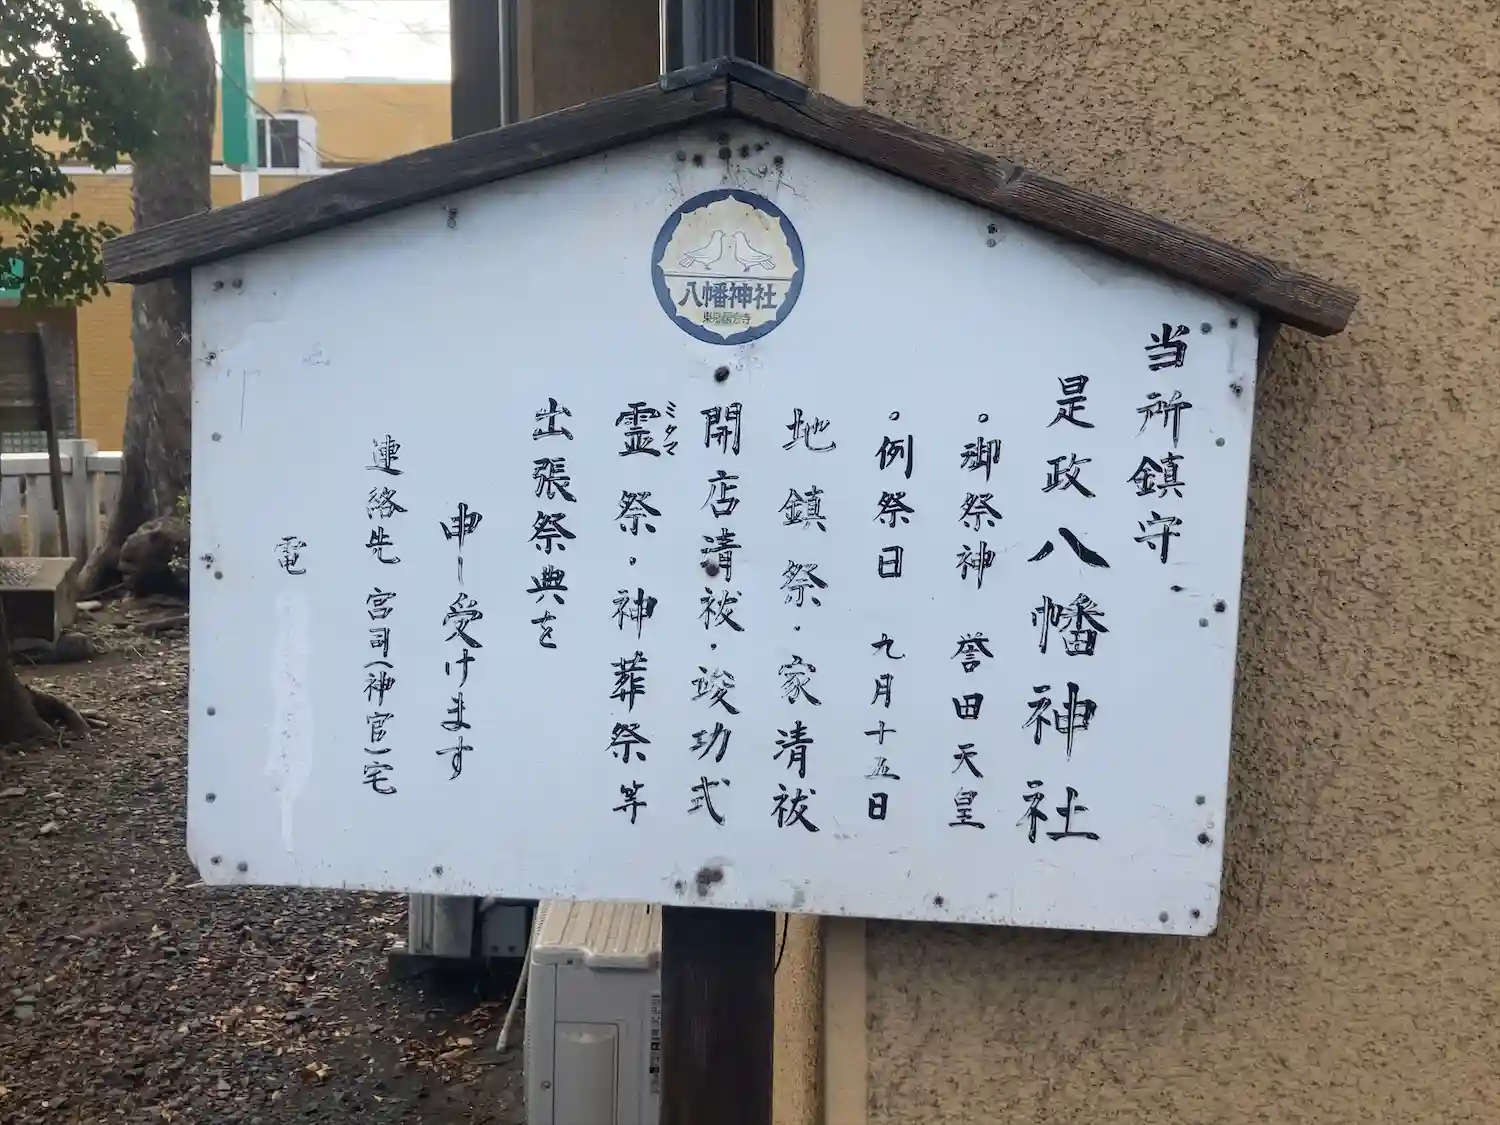 八幡神社
当所鎮守
是政八幡神社
。御祭神 誉田天皇
。例祭日 九月十五日
地鎮祭・家清祓
開店清祓・竣功式
霊祭・神葬祭等
ミタマ
出張祭典を
申し受けます
連絡先 宮司(神官)宅
電